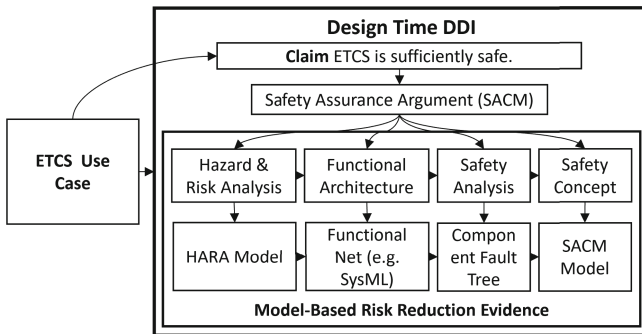 Design Time DDI
Claim ETCS is sufficiently safe.
Safety Assurance Argument (SACM)
ETCS Use
Case
Hazard &
Risk Analysis
Functional
Architecture
Safety
Analysis
Safety
Concept
HARA Model
Functional
Net (e.g.
SysML)
Compon
ent Fault
Tree
SACM
Model
Model-Based Risk Reduction Evidence